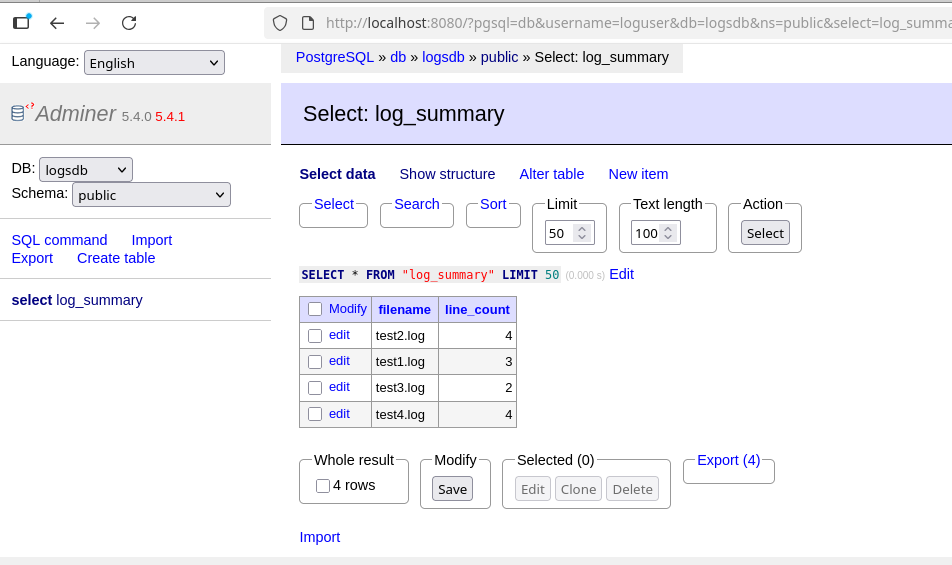 http://localhost:8080/?pgsql=db&username=loguser&db=logsdb&ns=public&select=log_summa
Language: English
PostgreSQL » db » logsdb » public » Select: log_summary
Adminer 5.4.0 5.4.1
Select: log_summary
DB: logsdb
Schema: public
SQL command Import
Export Create table
select log_summary
Select data Show structure Alter table New item
Select Search Sort Limit Text length Action
50 100 Select
SELECT * FROM "log_summary" LIMIT 50 (0.000 s) Edit
Modify filename line_count
edit test2.log 4
edit test1.log 3
edit test3.log 2
edit test4.log 4
Whole result Modify Selected (0) Export (4)
4 rows Save Edit Clone Delete
Import